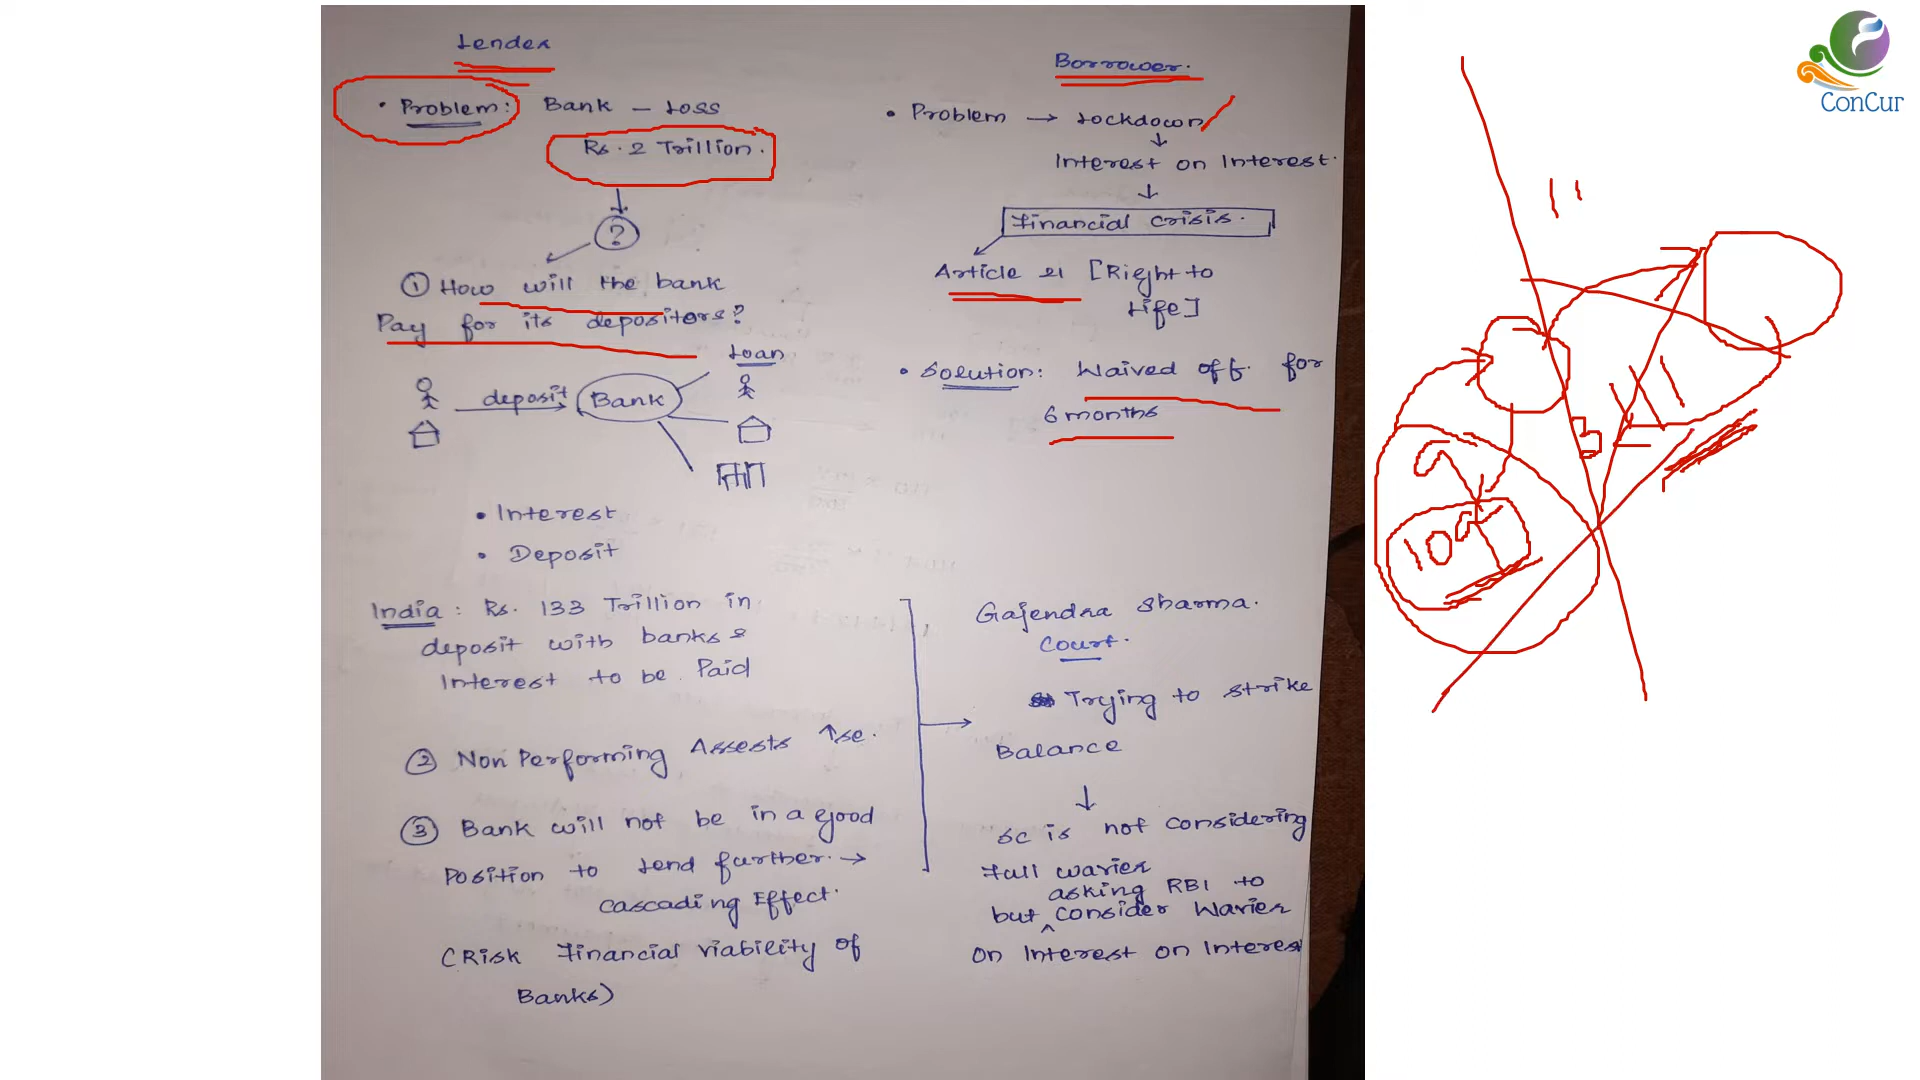 Lender
• Problem: Bank - Loss
Rs. 2 Trillion.
?
① How will the bank
Pay for its depositors?
Loan
deposit
Bank
• Interest
• Deposit
India: Rs. 133 Trillion in
deposit with banks &
Interest to be Paid
② Non Performing Assests ↑se.
③ Bank will not be in a good
Position to Lend further. →
cascading Effect.
(Risk Financial viability of
Banks)
Borrower.
• Problem → Lockdown
↓
Interest on Interest.
↓
Financial crisis.
Article 21 [Right to
Life]
• Solution: Waived off for
6 months
Gajendra Sharma.
Court.
Trying to strike
Balance
↓
SC is not considering
Full warier
asking RBI to
but ^ consider Warier
on Interest on Interest
10%
ConCur